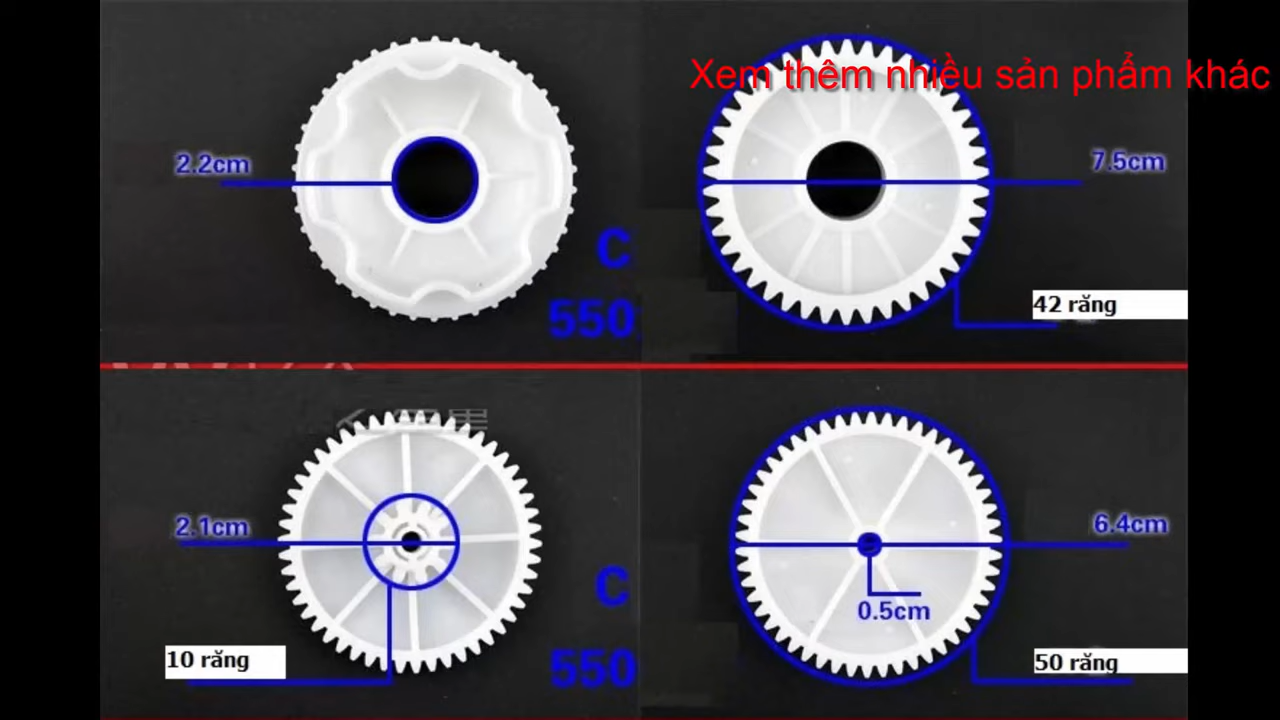 Xem thêm nhiều sản phẩm khác
2.2cm
7.5cm
C
550
42 răng
2.1cm
6.4cm
C
0.5cm
10 răng
550
50 răng